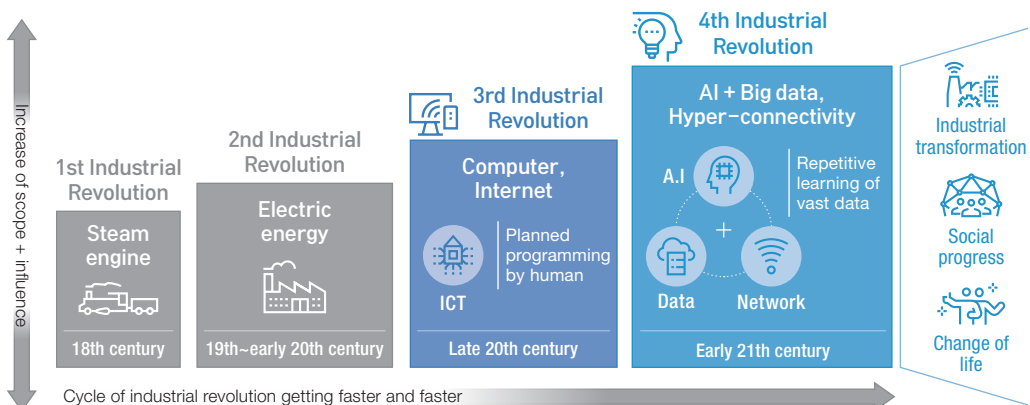 Increase of scope + influence
1st Industrial
Revolution
Steam
engine
18th century
2nd Industrial
Revolution
Electric
energy
19th~early 20th century
3rd Industrial
Revolution
Computer,
Internet
ICT
Planned
programming
by human
Late 20th century
4th Industrial
Revolution
AI + Big data,
Hyper-connectivity
A.I
Repetitive
learning of
vast data
+
Data
Network
Early 21th century
Industrial
transformation
Social
progress
Change of
life
Cycle of industrial revolution getting faster and faster